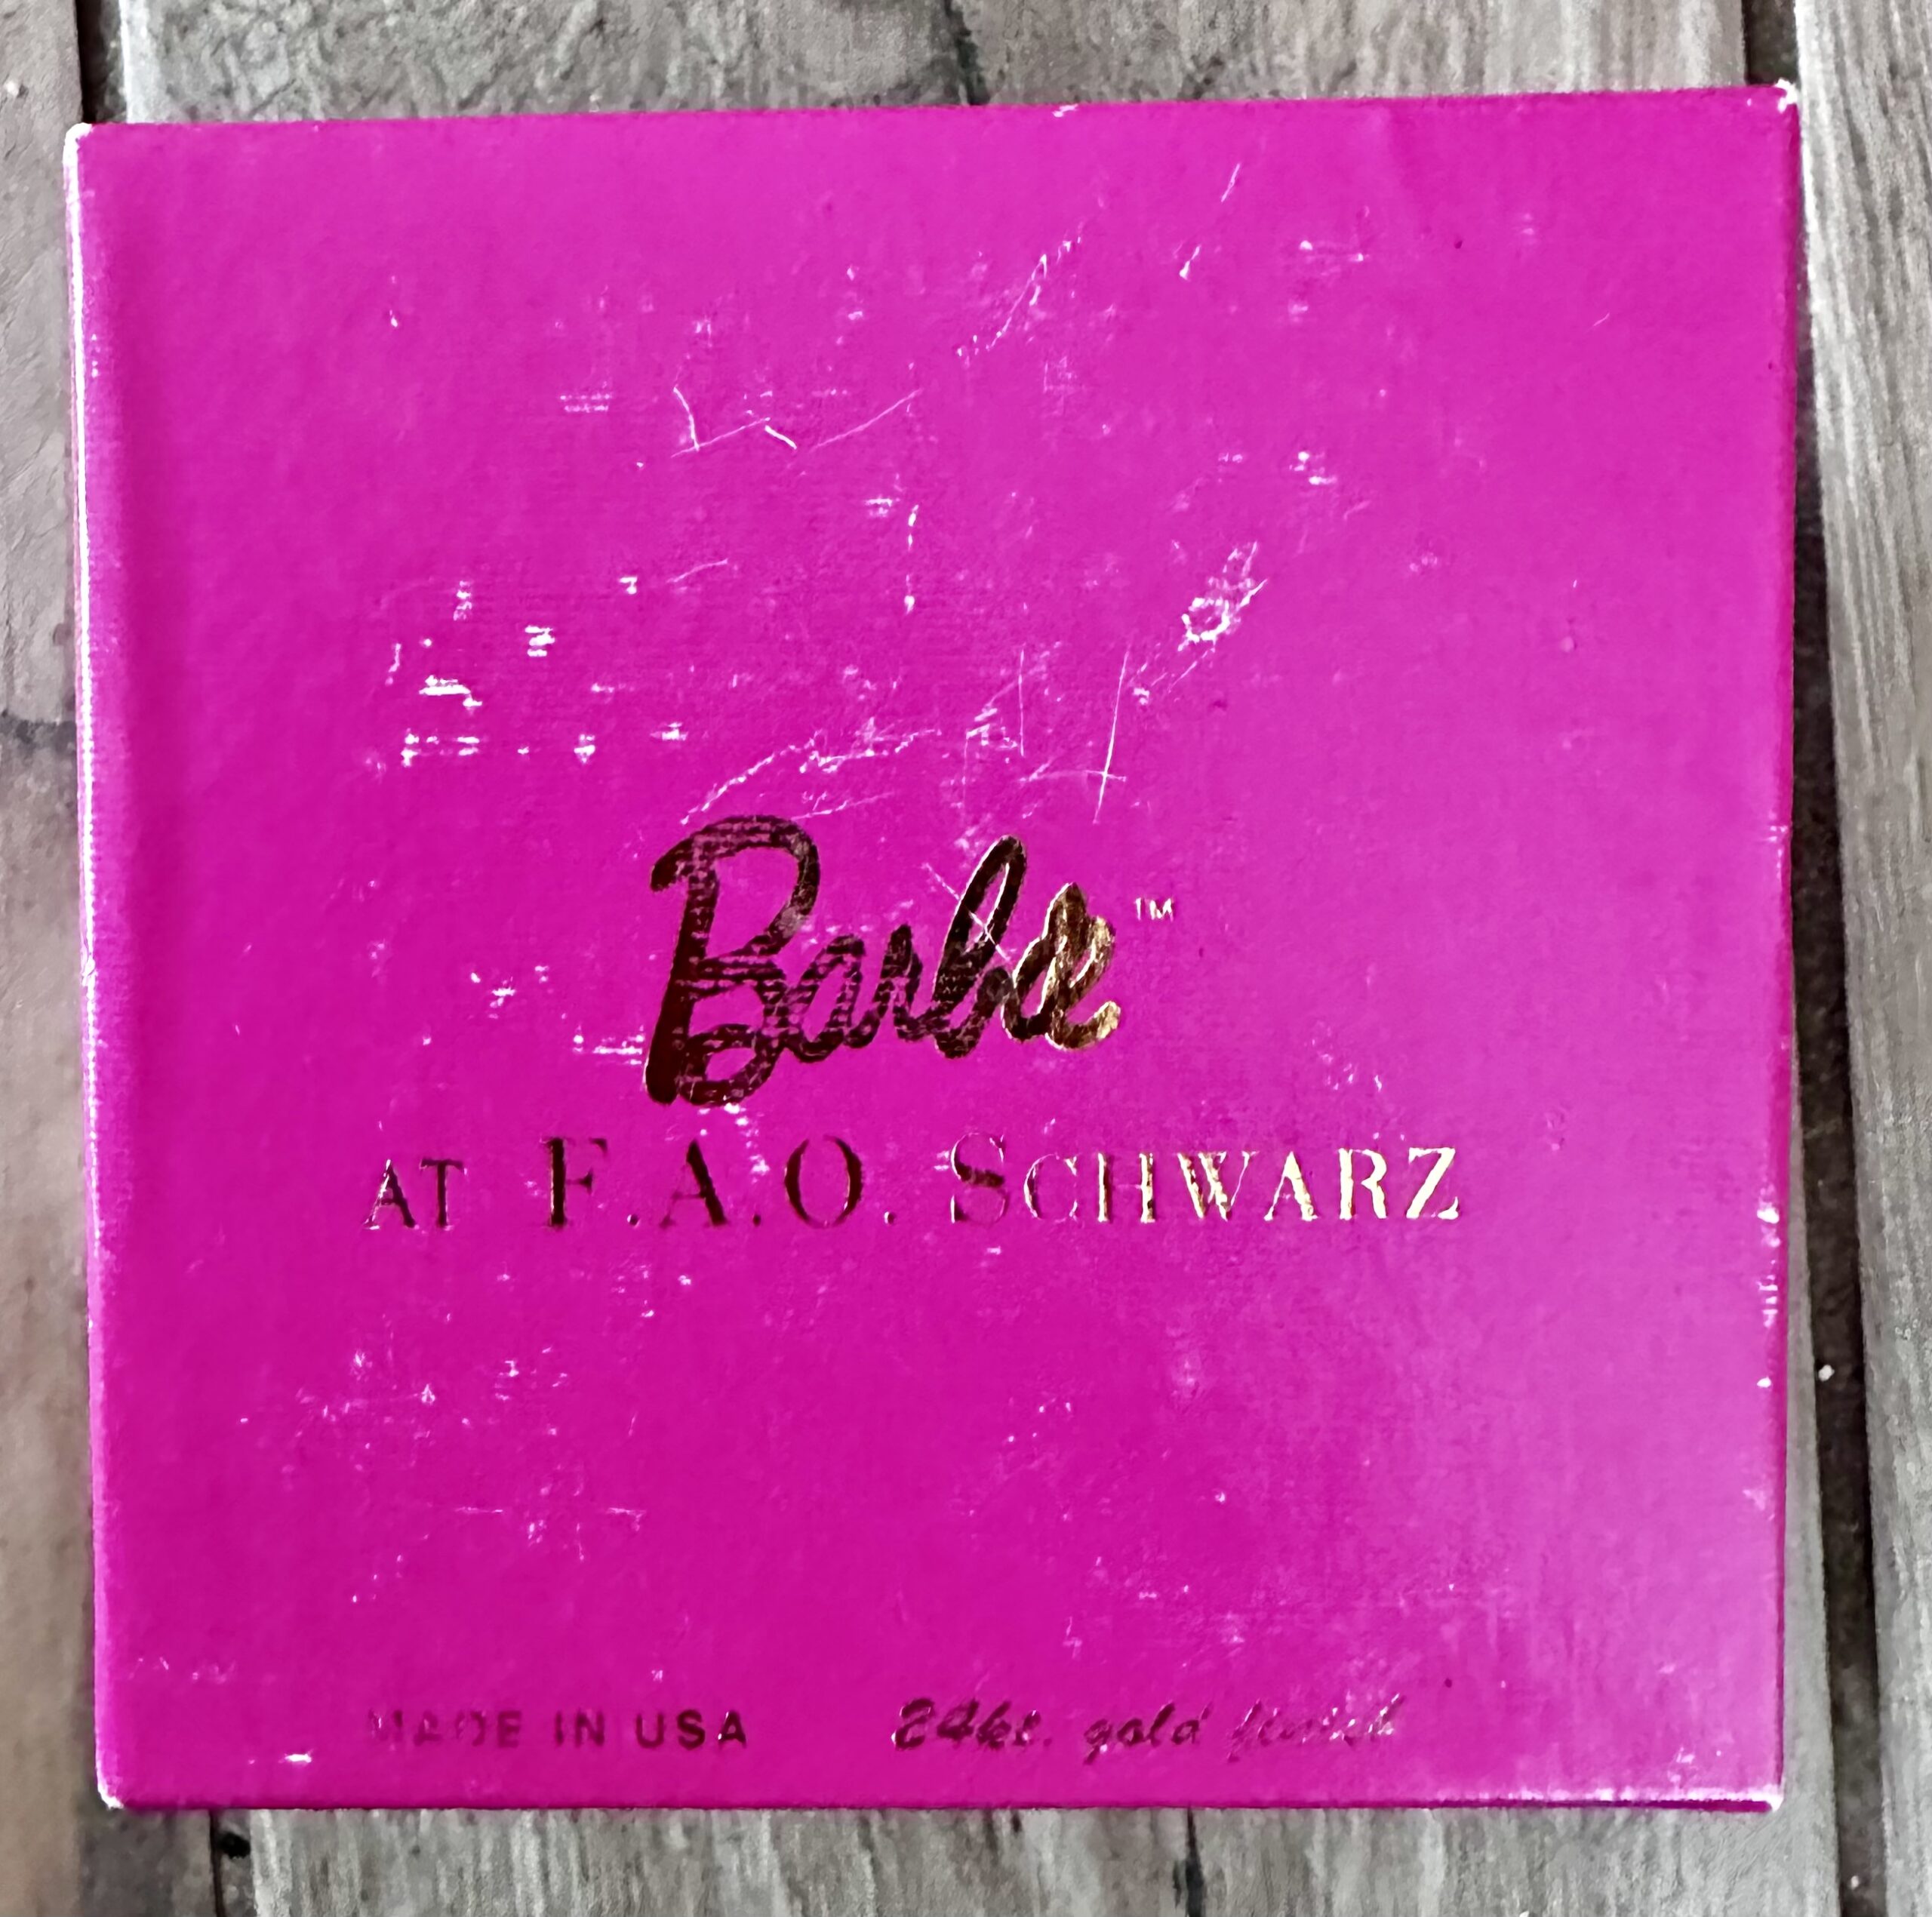 Barbie™
AT F.A.O. SCHWARZ
MADE IN USA 24kt. gold finish